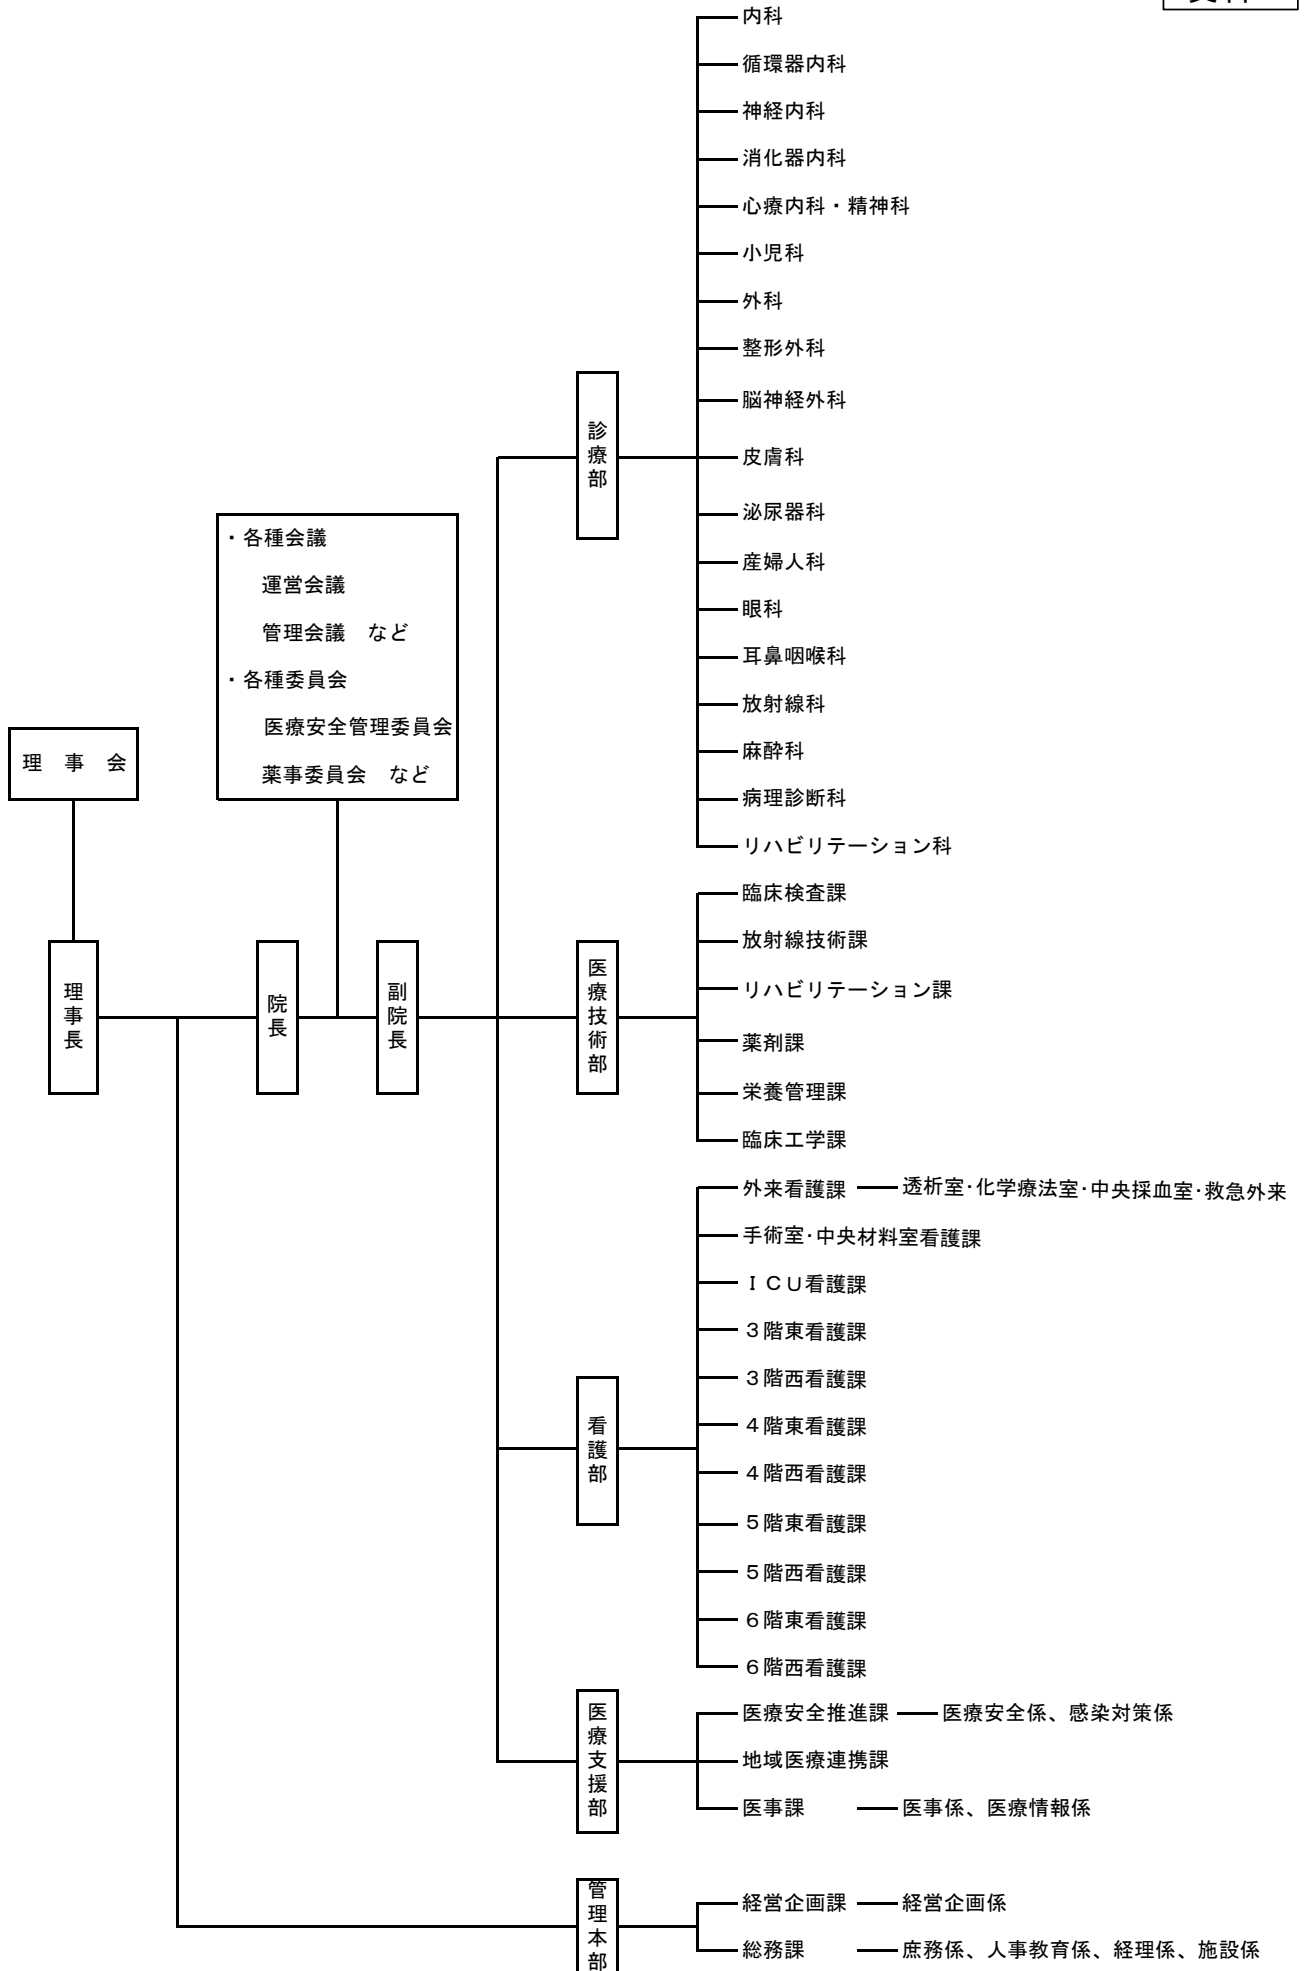 内科
循環器内科
神経内科
消化器内科
心療内科・精神科
小児科
外科
整形外科
脳神経外科
皮膚科
泌尿器科
産婦人科
眼科
耳鼻咽喉科
放射線科
麻酔科
病理診断科
リハビリテーション科
診療部
・各種会議
運営会議
管理会議　など
・各種委員会
医療安全管理委員会
薬事委員会　など
理　事　会
理事長
院長
副院長
医療技術部
臨床検査課
放射線技術課
リハビリテーション課
薬剤課
栄養管理課
臨床工学課
看護部
外来看護課 透析室・化学療法室・中央採血室・救急外来
手術室・中央材料室看護課
ＩＣＵ看護課
３階東看護課
３階西看護課
４階東看護課
４階西看護課
５階東看護課
５階西看護課
６階東看護課
６階西看護課
医療支援部
医療安全推進課 医療安全係、感染対策係
地域医療連携課
医事課 医事係、医療情報係
管理本部
経営企画課 経営企画係
総務課 庶務係、人事教育係、経理係、施設係